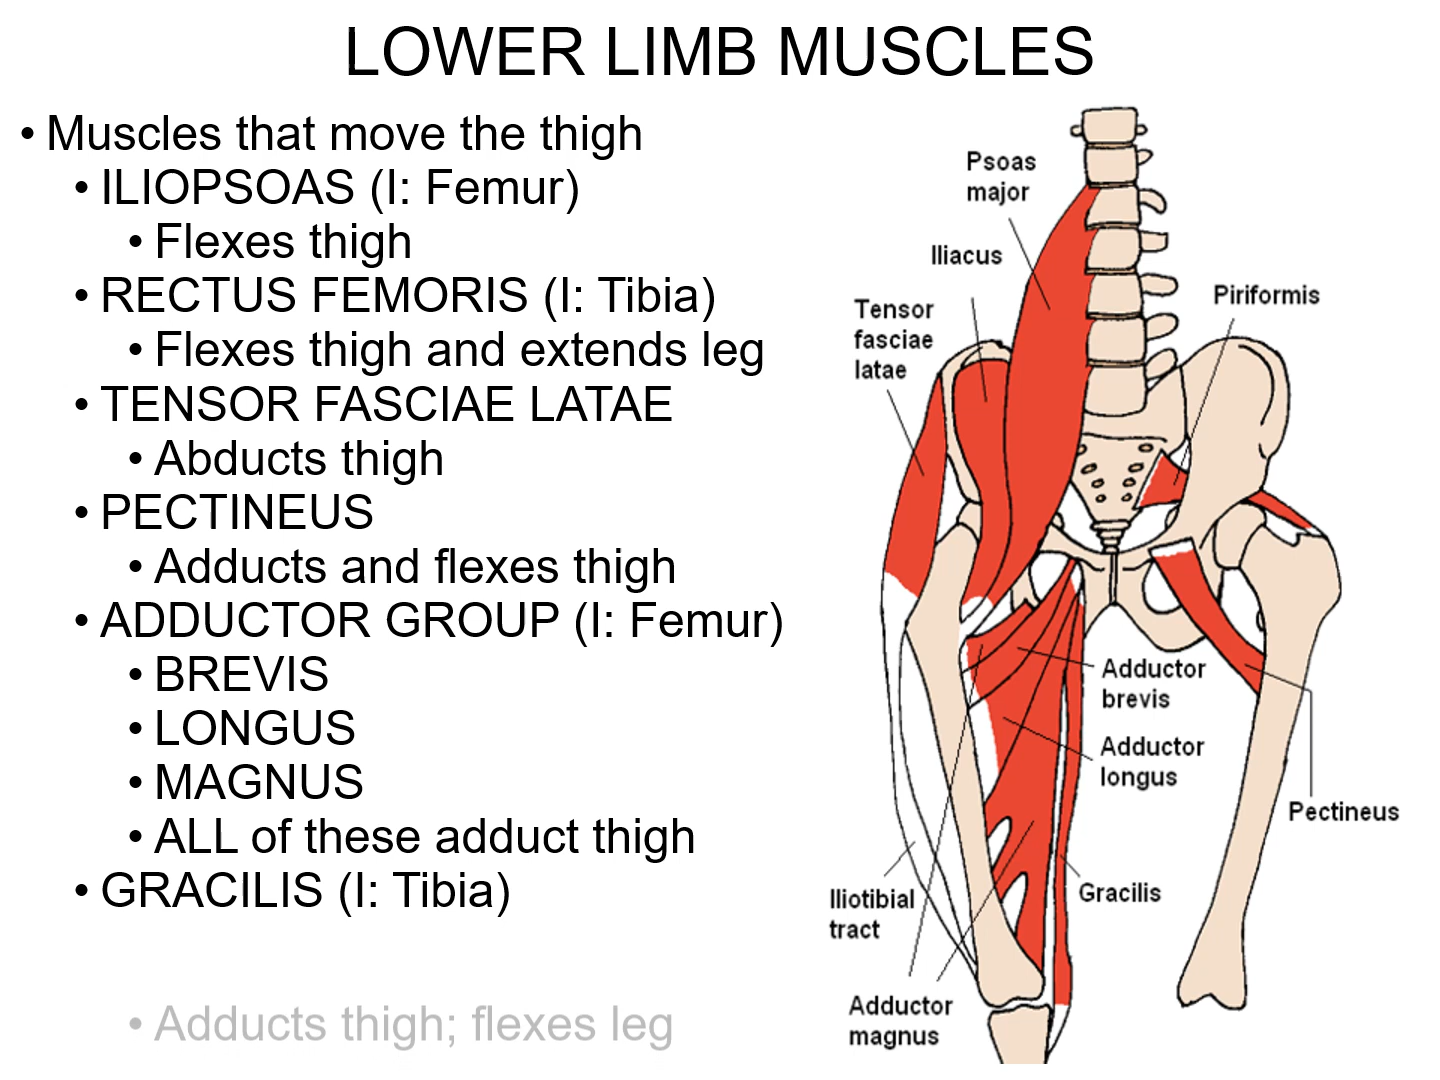 LOWER LIMB MUSCLES
• Muscles that move the thigh
• ILIOPSOAS (I: Femur)
• Flexes thigh
• RECTUS FEMORIS (I: Tibia)
• Flexes thigh and extends leg
• TENSOR FASCIAE LATAE
• Abducts thigh
• PECTINEUS
• Adducts and flexes thigh
• ADDUCTOR GROUP (I: Femur)
• BREVIS
• LONGUS
• MAGNUS
• ALL of these adduct thigh
• GRACILIS (I: Tibia)
• Adducts thigh; flexes leg
Psoas
major
Iliacus
Tensor
fasciae
latae
Piriformis
Adductor
brevis
Adductor
longus
Pectineus
Iliotibial
tract
Gracilis
Adductor
magnus